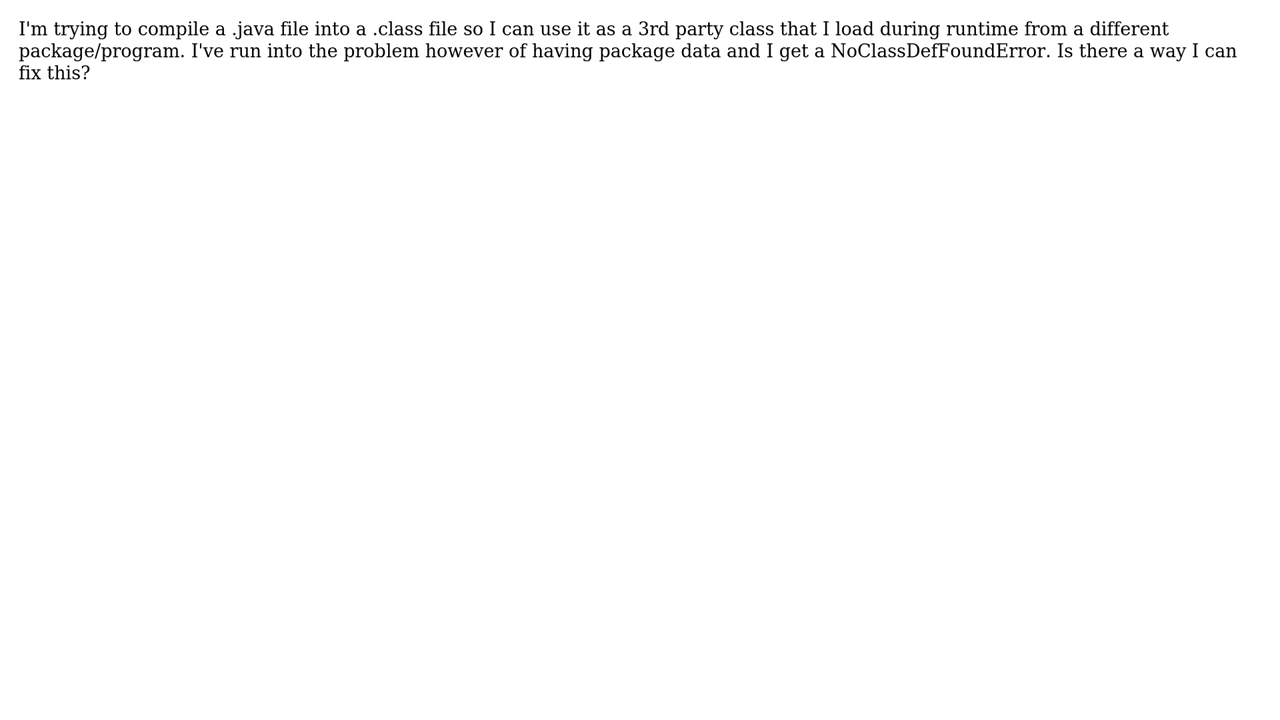 I'm trying to compile a .java file into a .class file so I can use it as a 3rd party class that I load during runtime from a different
package/program. I've run into the problem however of having package data and I get a NoClassDefFoundError. Is there a way I can
fix this?